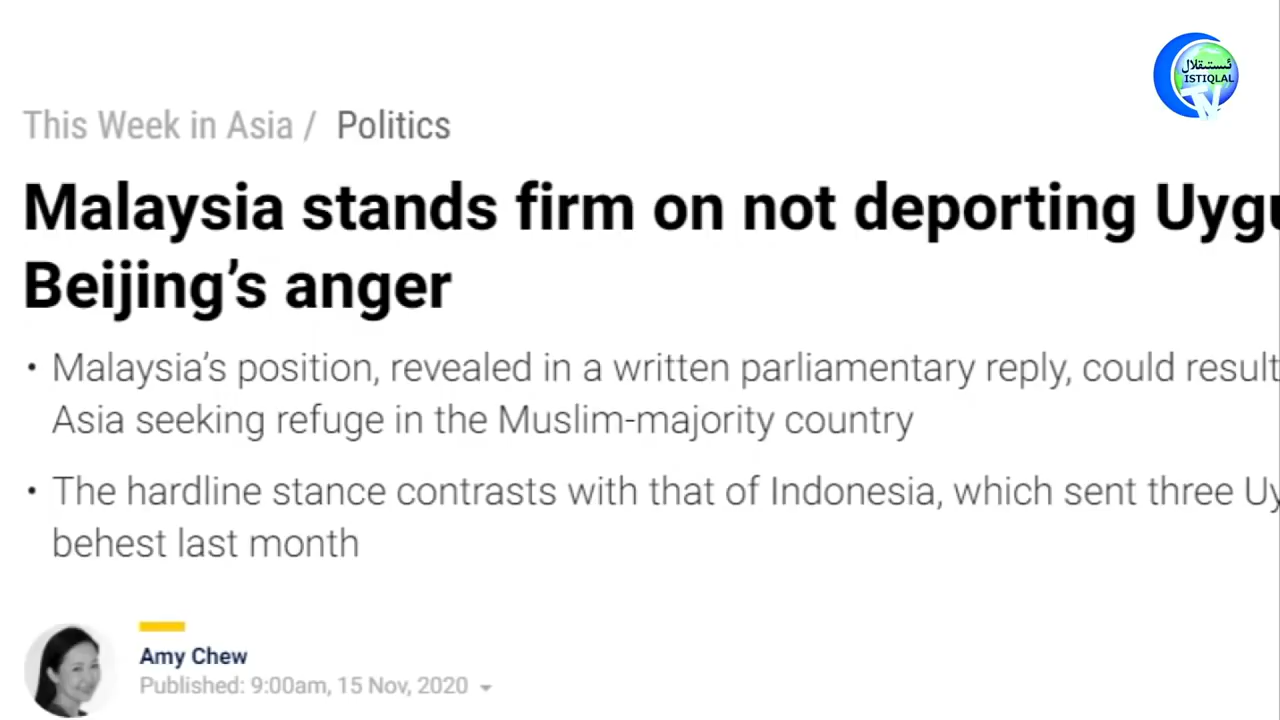 ئىستىقلال
ISTIQLAL
TV
This Week in Asia / Politics
Malaysia stands firm on not deporting
Beijing's anger
• Malaysia's position, revealed in a written parliamentary reply, could result
Asia seeking refuge in the Muslim-majority country
• The hardline stance contrasts with that of Indonesia, which sent three
behest last month
Amy Chew
Published: 9:00am, 15 Nov, 2020